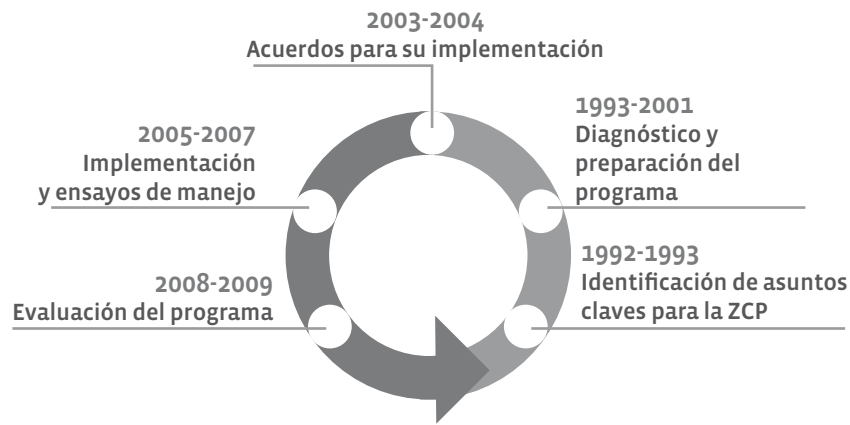 2003-2004
Acuerdos para su implementación
1993-2001
Diagnóstico y
preparación del
programa
2005-2007
Implementación
y ensayos de manejo
1992-1993
Identificación de asuntos
claves para la ZCP
2008-2009
Evaluación del programa